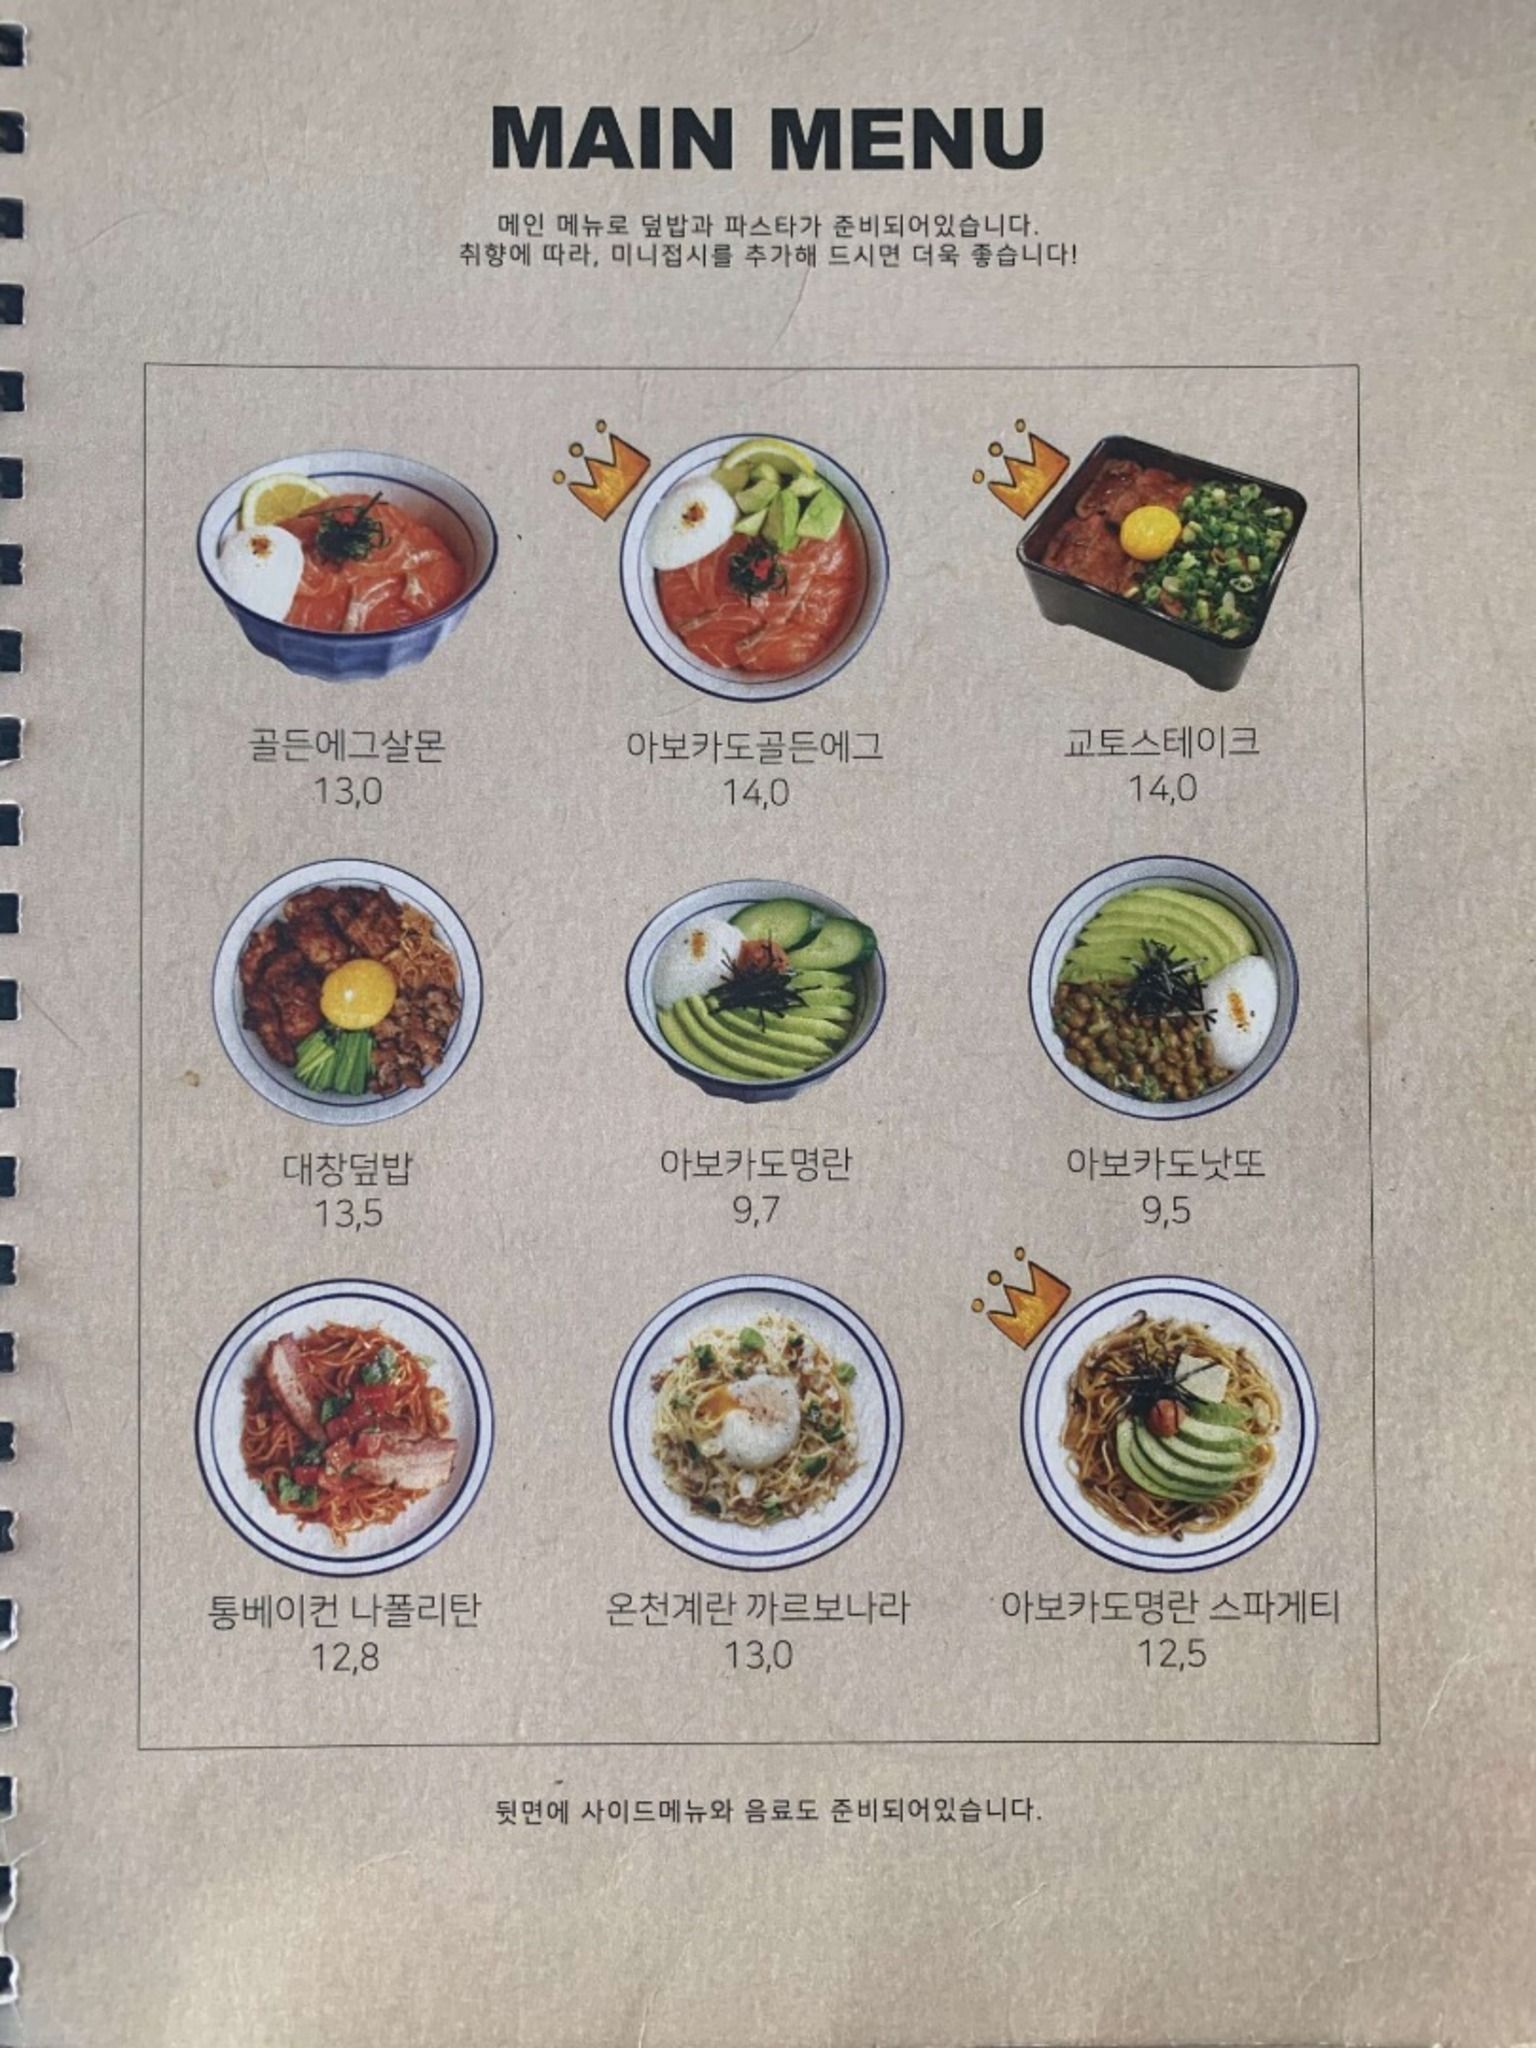 MAIN MENU
메인 메뉴로 덮밥과 파스타가 준비되어있습니다.
취향에 따라, 미니접시를 추가해 드시면 더욱 좋습니다!
골든에그살몬
13,0
아보카도골든에그
14,0
교토스테이크
14,0
대창덮밥
13,5
아보카도명란
9,7
아보카도낫또
9,5
통베이컨 나폴리탄
12,8
온천계란 까르보나라
13,0
아보카도명란 스파게티
12,5
뒷면에 사이드메뉴와 음료도 준비되어있습니다.